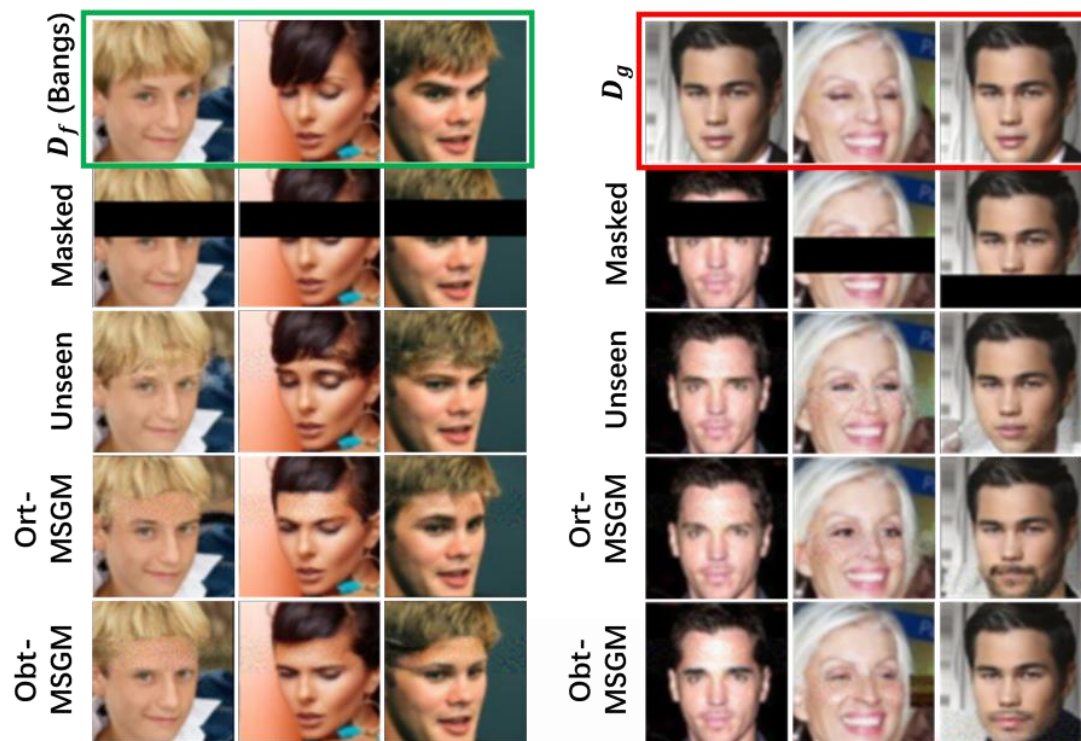 D_f (Bangs)
Masked
Unseen
Ort-
MSGM
Obt-
MSGM
D_g
Masked
Unseen
Ort-
MSGM
Obt-
MSGM